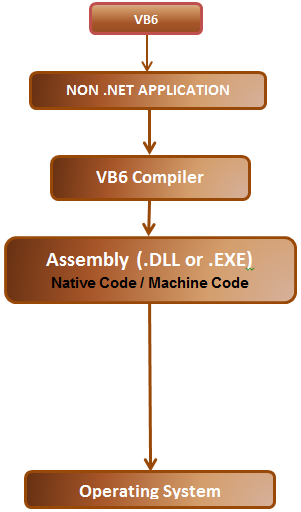 VB6
NON .NET APPLICATION
VB6 Compiler
Assembly (.DLL or .EXE)
Native Code / Machine Code
Operating System